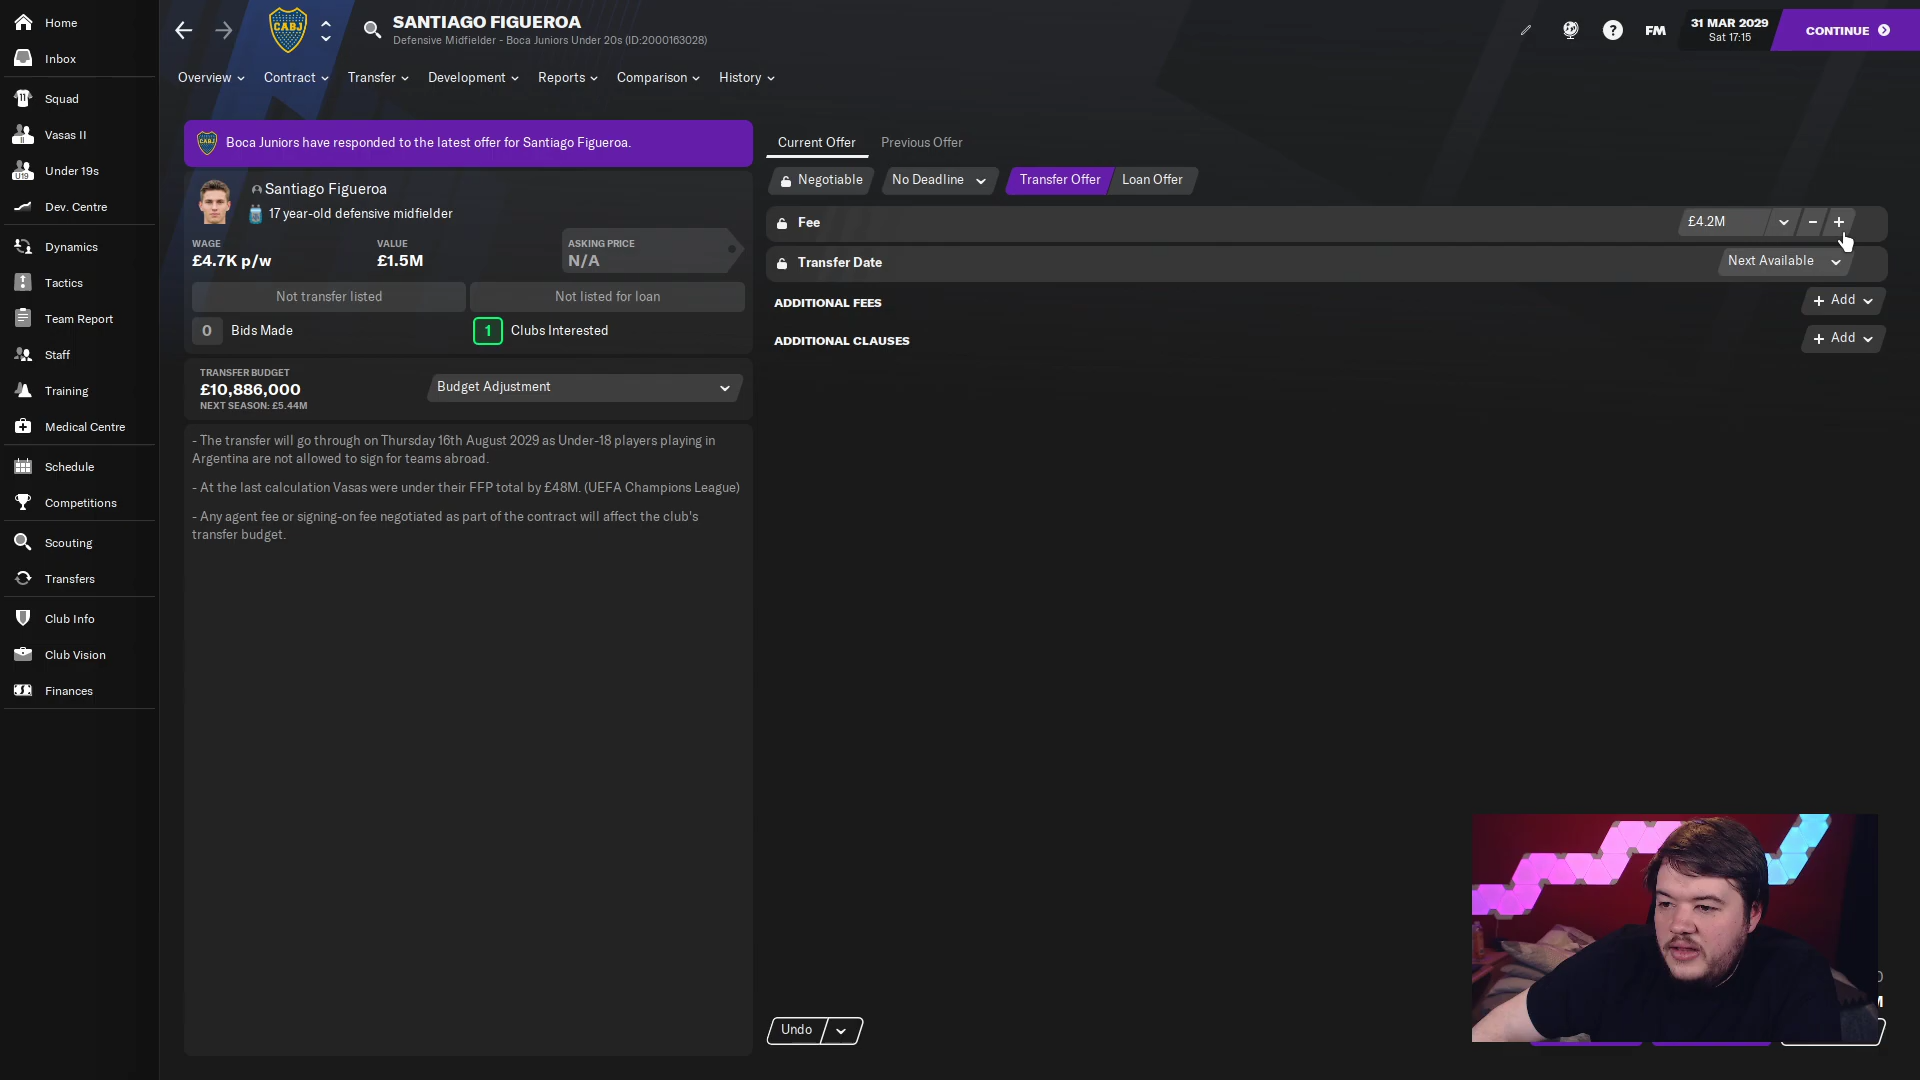 Home
Inbox
Squad
Vasas II
Under 19s
Dev. Centre
Dynamics
Tactics
Team Report
Staff
Training
Medical Centre
Schedule
Competitions
Scouting
Transfers
Club Info
Club Vision
Finances
SANTIAGO FIGUEROA
Defensive Midfielder - Boca Juniors Under 20s (ID:2000163028)
FM
31 MAR 2029
Sat 17:15
CONTINUE
Overview
Contract
Transfer
Development
Reports
Comparison
History
CABJ
Boca Juniors have responded to the latest offer for Santiago Figueroa.
Santiago Figueroa
17 year-old defensive midfielder
WAGE
£4.7K p/w
VALUE
£1.5M
ASKING PRICE
N/A
Not transfer listed
Not listed for loan
0 Bids Made
1 Clubs Interested
TRANSFER BUDGET
£10,886,000
NEXT SEASON: £5.44M
Budget Adjustment
- The transfer will go through on Thursday 16th August 2029 as Under-18 players playing in
Argentina are not allowed to sign for teams abroad.
- At the last calculation Vasas were under their FFP total by £48M. (UEFA Champions League)
- Any agent fee or signing-on fee negotiated as part of the contract will affect the club's
transfer budget.
Current Offer
Previous Offer
Negotiable
No Deadline
Transfer Offer
Loan Offer
Fee
£4.2M
Transfer Date
Next Available
ADDITIONAL FEES
+ Add
ADDITIONAL CLAUSES
+ Add
Undo